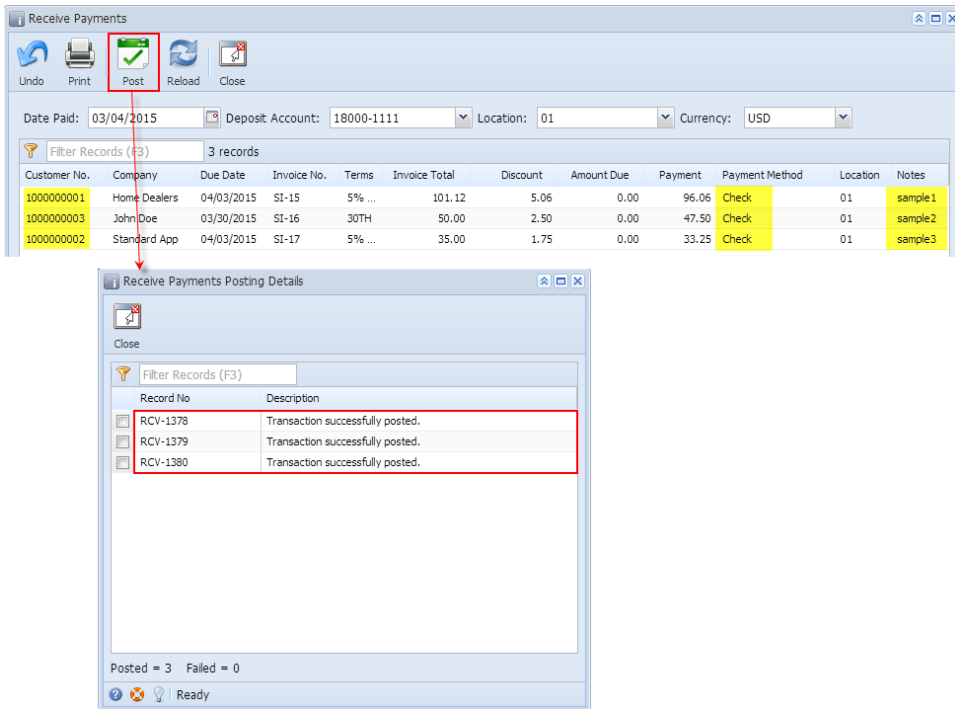 Receive Payments
Undo Print Post Reload Close
Date Paid: 03/04/2015 Deposit Account: 18000-1111 Location: 01 Currency: USD
Filter Records (F3) 3 records
Customer No. Company Due Date Invoice No. Terms Invoice Total Discount Amount Due Payment Payment Method Location Notes
1000000001 Home Dealers 04/03/2015 SI-15 5% ... 101.12 5.06 0.00 96.06 Check 01 sample1
1000000003 John Doe 03/30/2015 SI-16 30TH 50.00 2.50 0.00 47.50 Check 01 sample2
1000000002 Standard App 04/03/2015 SI-17 5% ... 35.00 1.75 0.00 33.25 Check 01 sample3
Receive Payments Posting Details
Close
Filter Records (F3)
Record No Description
RCV-1378 Transaction successfully posted.
RCV-1379 Transaction successfully posted.
RCV-1380 Transaction successfully posted.
Posted = 3 Failed = 0
Ready